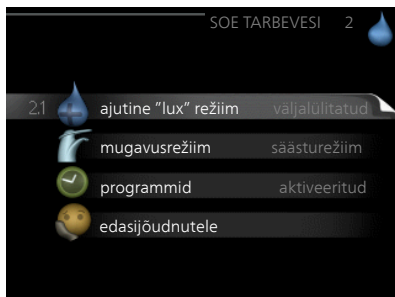 SOE TARBEVESI 2
2.1 ajutine "lux" režiim väljalülitatud
mugavusrežiim säästurežiim
programmid aktiveeritud
edasijõudnutele